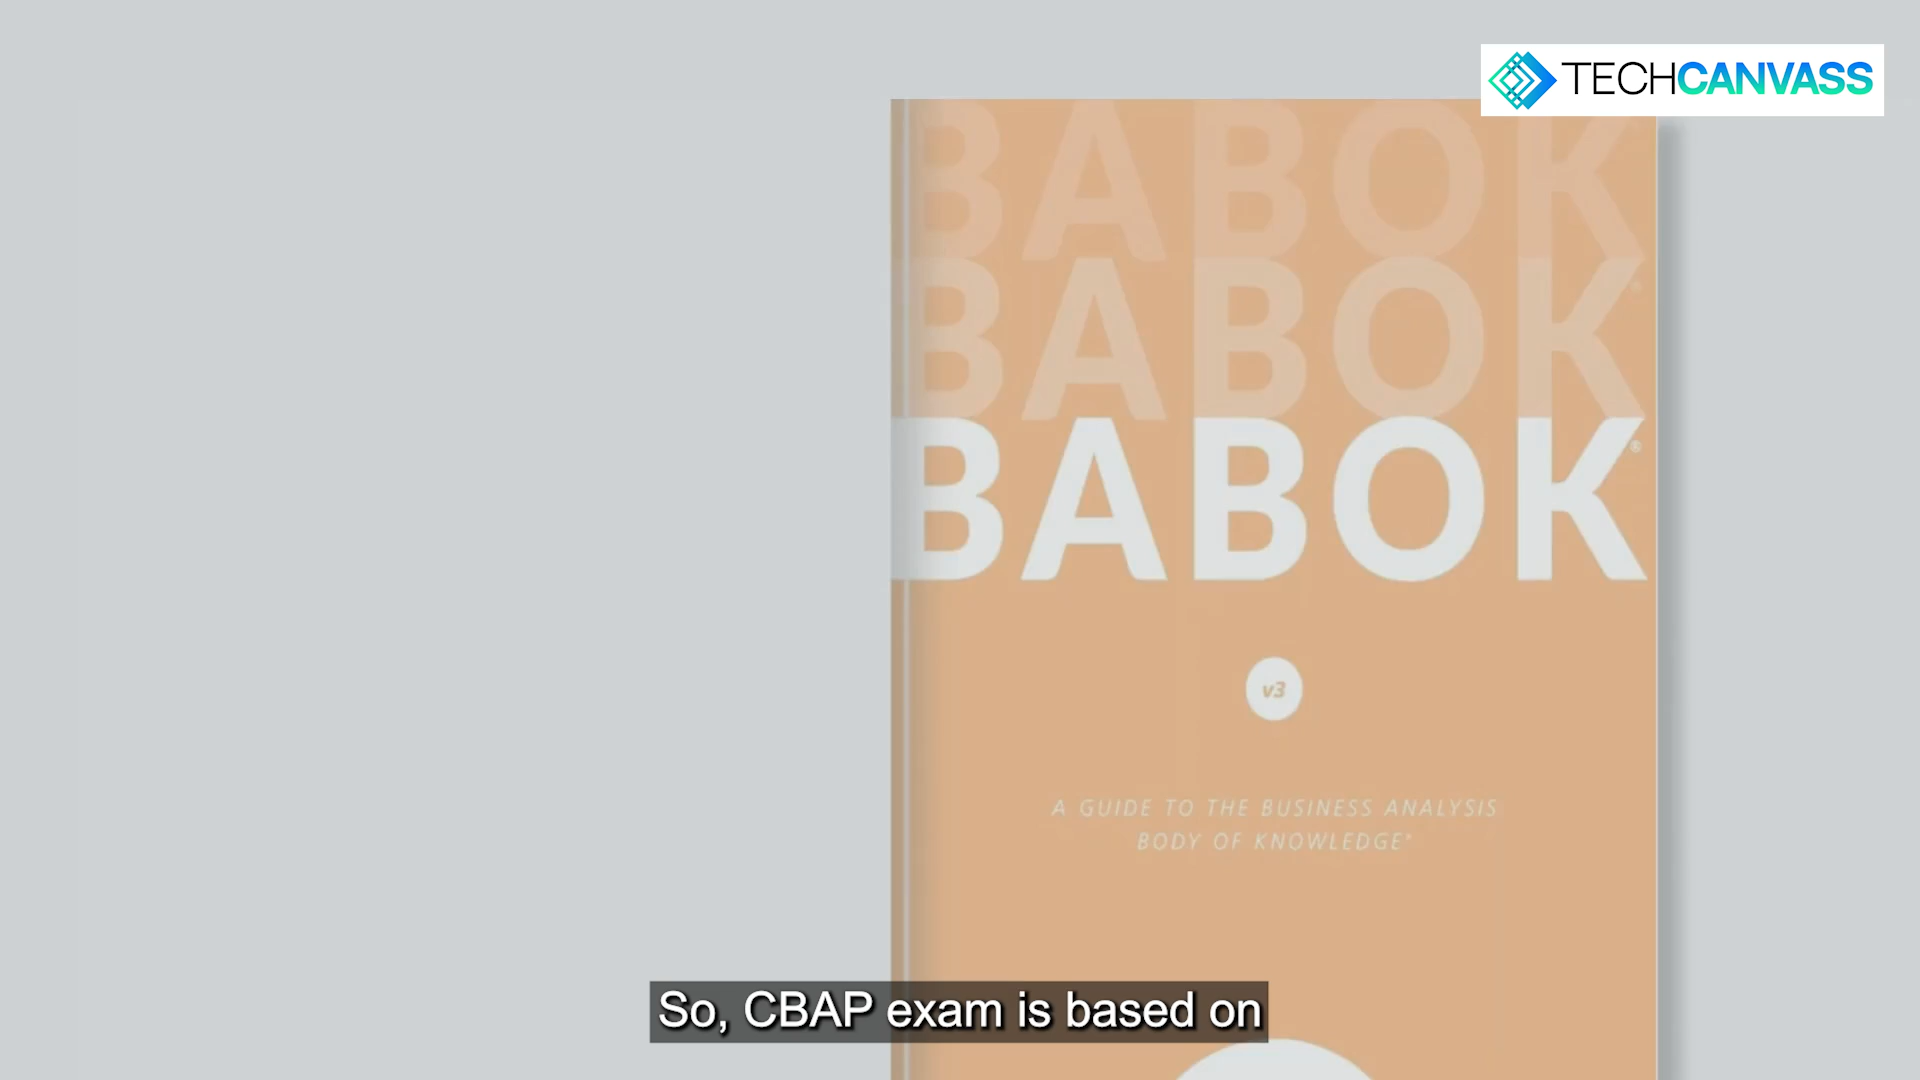 TECHCANVASS
BABOK
BABOK®
BABOK®
v3
A GUIDE TO THE BUSINESS ANALYSIS
BODY OF KNOWLEDGE®
So, CBAP exam is based on